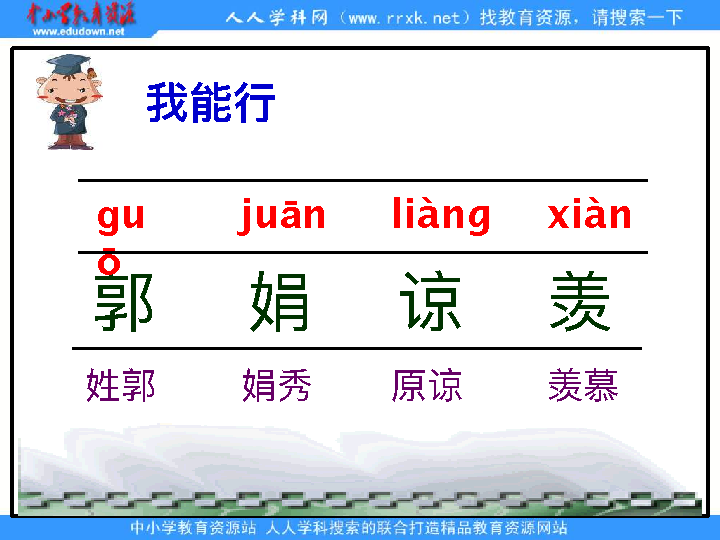 中小学教育资源
www.edudown.net
人人学科网（www.rrxk.net）找教育资源，请搜索一下
我能行
gu juān liàng xiàn
ō
郭 娟 谅 羡
姓郭 娟秀 原谅 羡慕
中小学教育资源站 人人学科搜索的联合打造精品教育资源网站